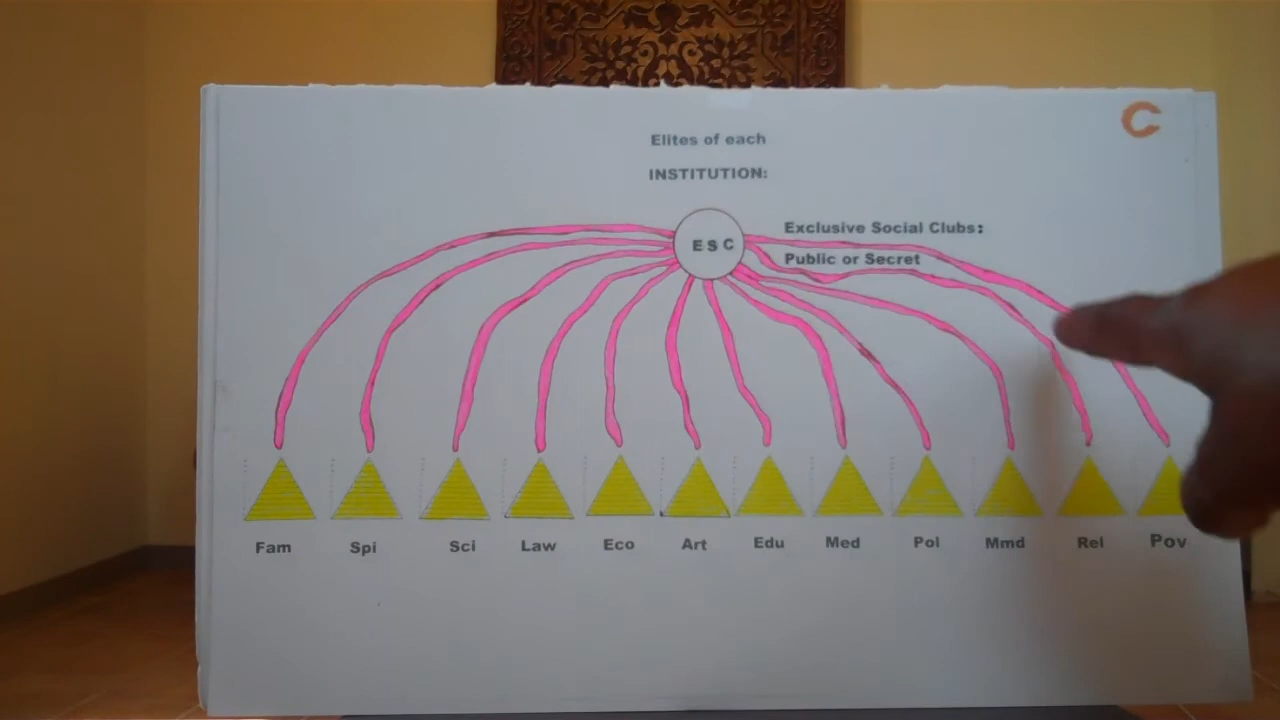 C
Elites of each
INSTITUTION:
Exclusive Social Clubs:
E S C
Public or Secret
Fam Spi Sci Law Eco Art Edu Med Pol Mmd Rel Pov